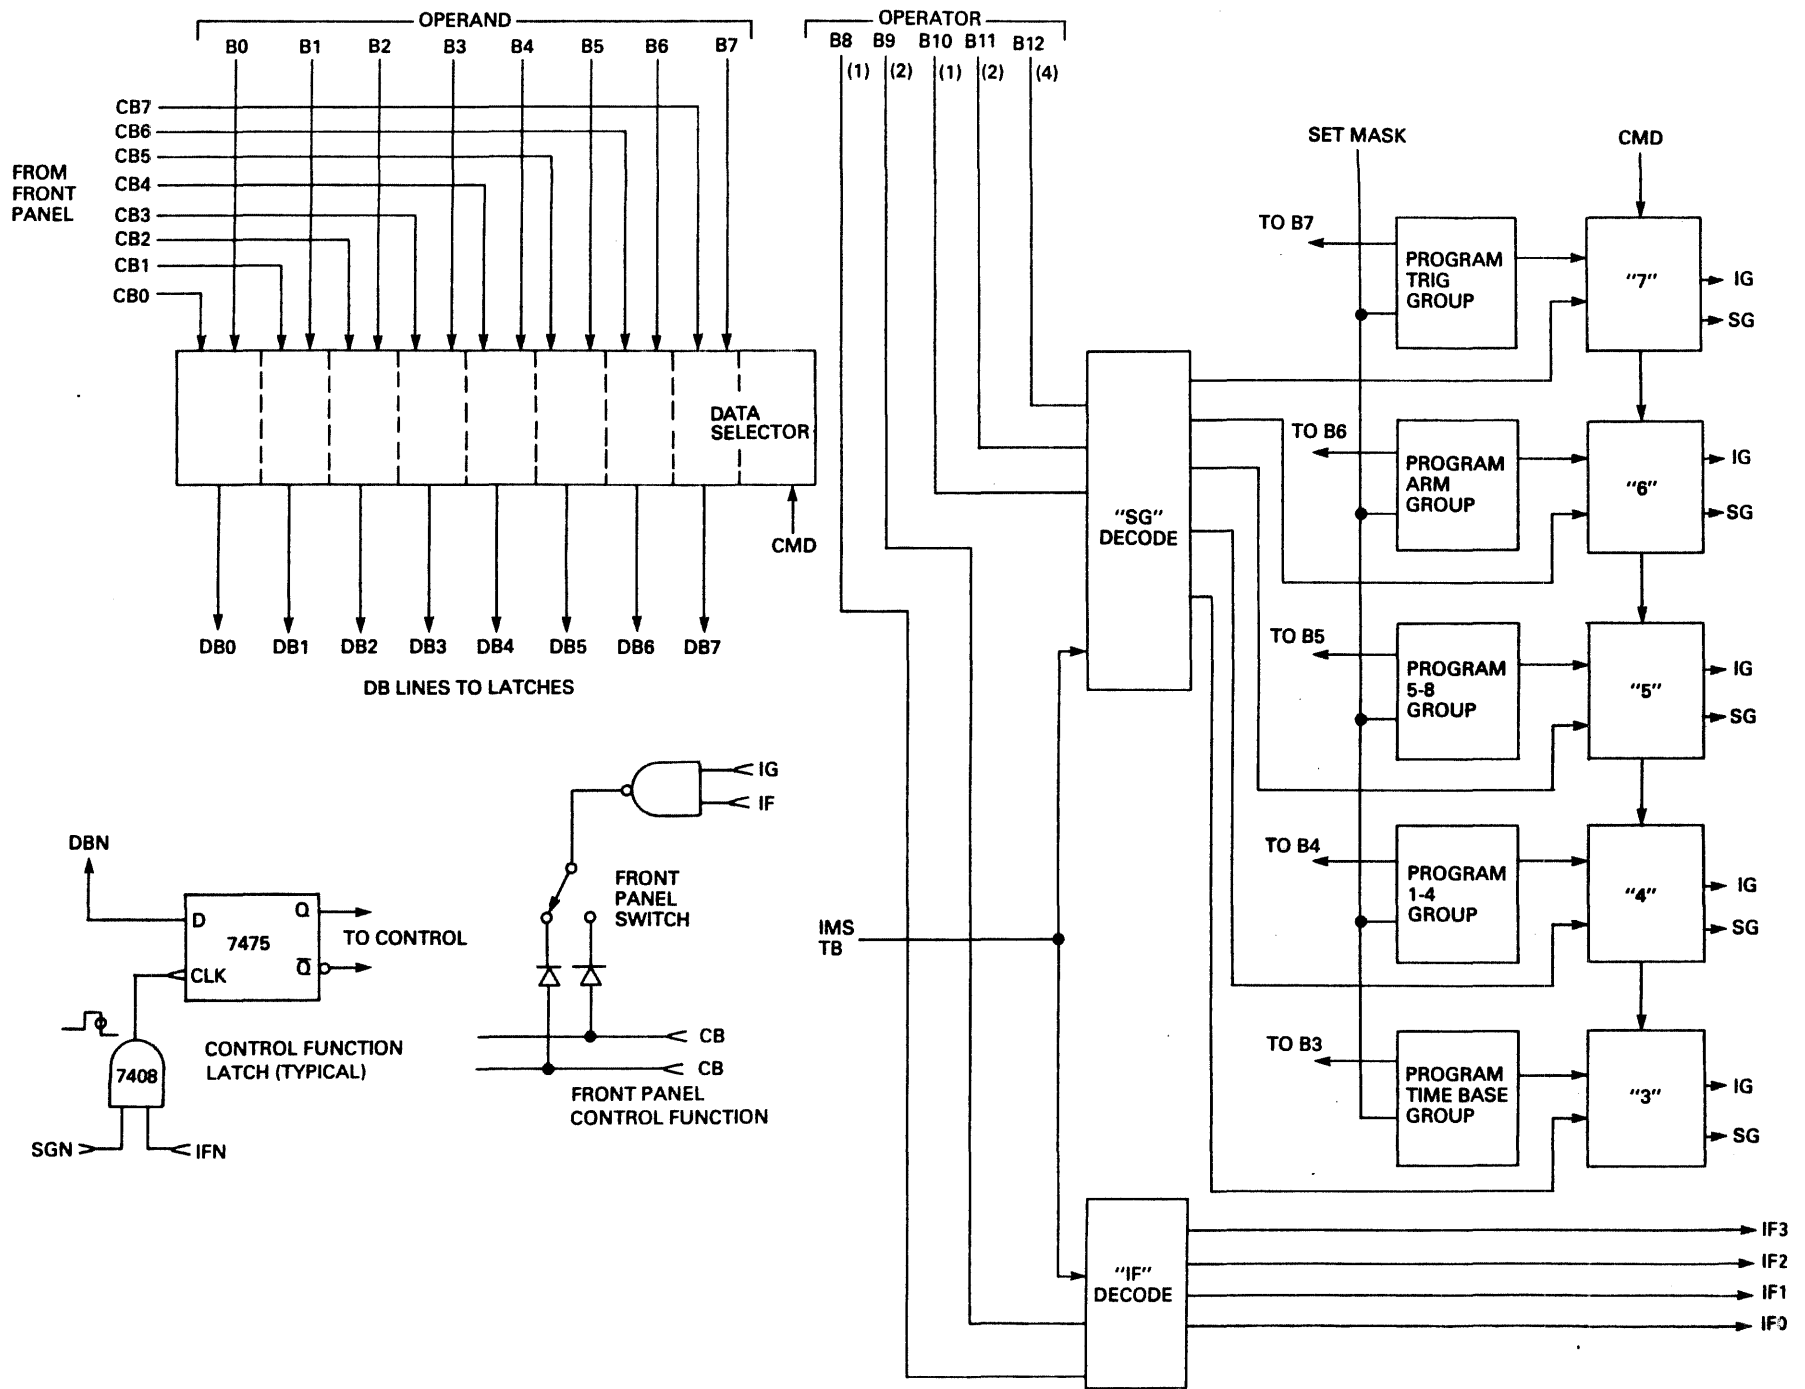 OPERAND
B0 B1 B2 B3 B4 B5 B6 B7
CB7
CB6
CB5
CB4
CB3
CB2
CB1
CB0
FROM
FRONT
PANEL
DATA
SELECTOR
CMD
DB0 DB1 DB2 DB3 DB4 DB5 DB6 DB7
DB LINES TO LATCHES
OPERATOR
B8 B9 B10 B11 B12
(1) (2) (1) (2) (4)
"SG"
DECODE
IMS
TB
"IF"
DECODE
IF3
IF2
IF1
IF0
SET MASK
CMD
TO B7
PROGRAM
TRIG
GROUP
"7"
IG
SG
TO B6
PROGRAM
ARM
GROUP
"6"
IG
SG
TO B5
PROGRAM
5-8
GROUP
"5"
IG
SG
TO B4
PROGRAM
1-4
GROUP
"4"
IG
SG
TO B3
PROGRAM
TIME BASE
GROUP
"3"
IG
SG
DBN
D
Q
7475
CLK
Q̅
TO CONTROL
7408
SGN
IFN
CONTROL FUNCTION
LATCH (TYPICAL)
IG
IF
FRONT
PANEL
SWITCH
CB
CB
FRONT PANEL
CONTROL FUNCTION